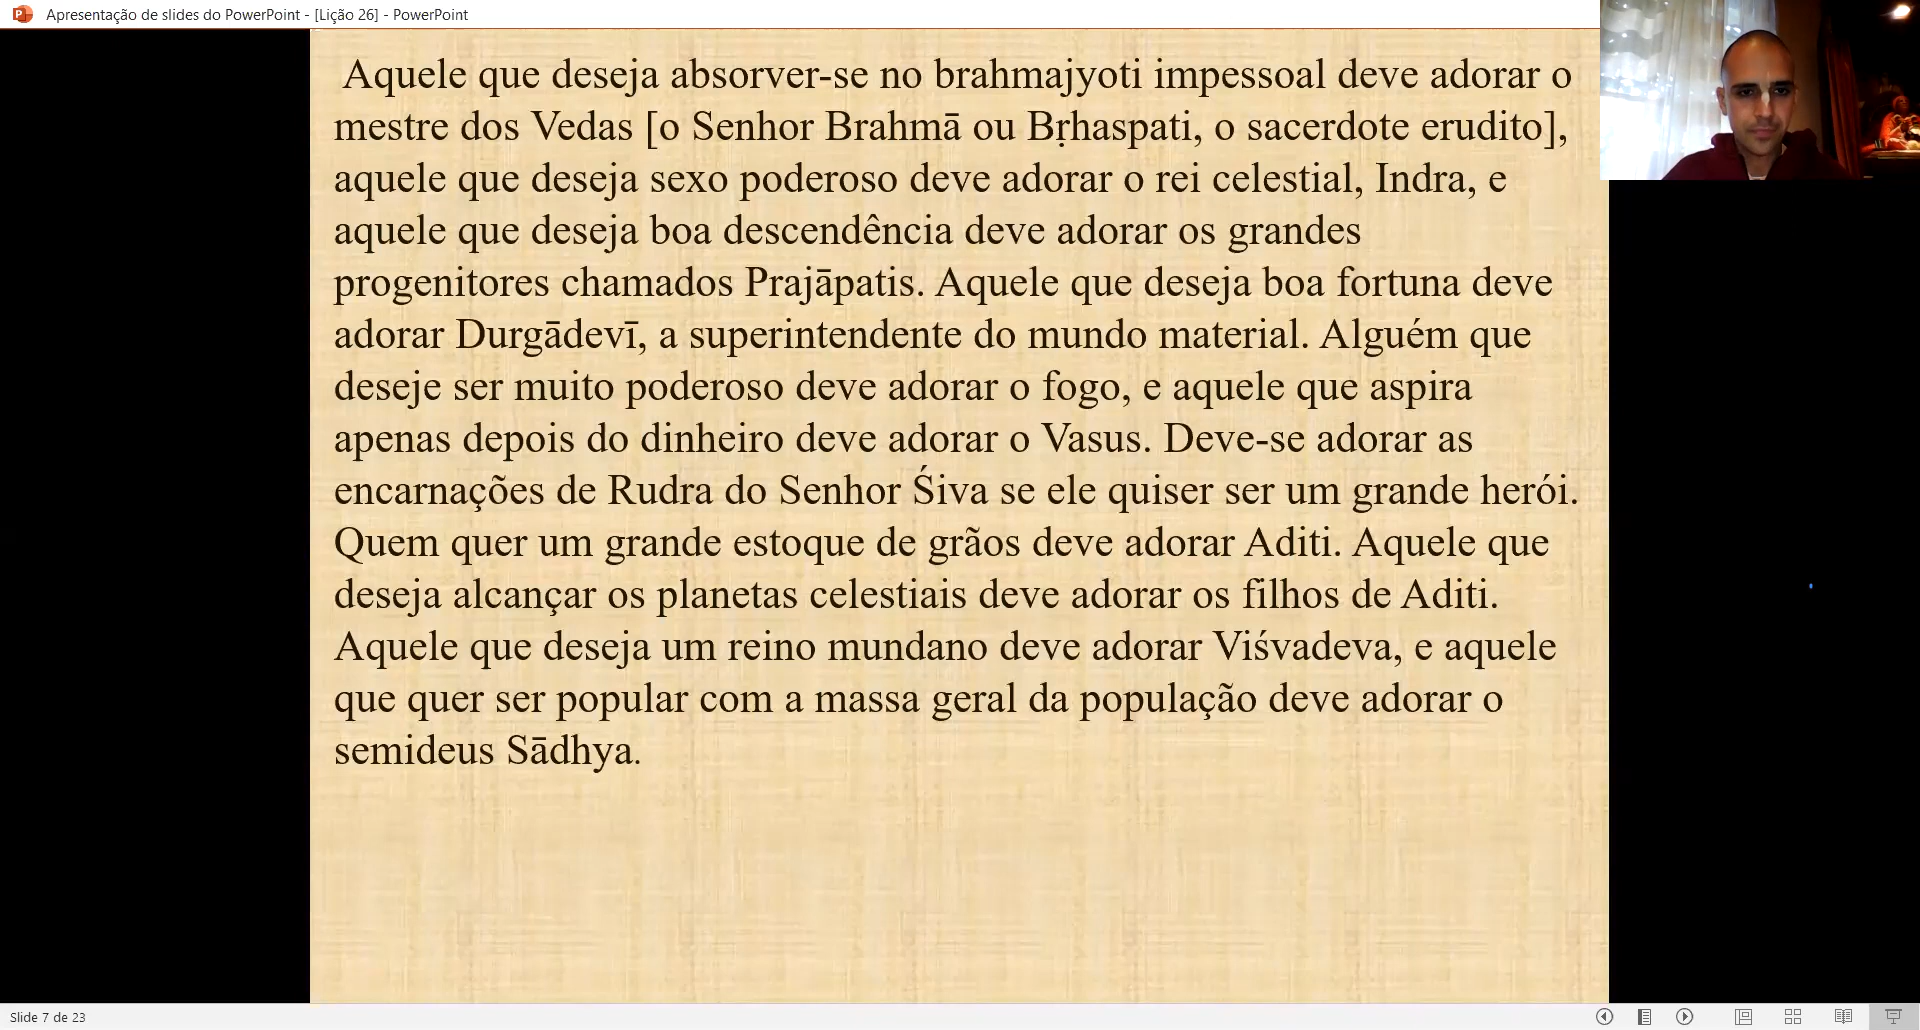 Apresentação de slides do PowerPoint - [Lição 26] - PowerPoint
Aquele que deseja absorver-se no brahmajyoti impessoal deve adorar o
mestre dos Vedas [o Senhor Brahmā ou Bṛhaspati, o sacerdote erudito],
aquele que deseja sexo poderoso deve adorar o rei celestial, Indra, e
aquele que deseja boa descendência deve adorar os grandes
progenitores chamados Prajāpatis. Aquele que deseja boa fortuna deve
adorar Durgādevī, a superintendente do mundo material. Alguém que
deseje ser muito poderoso deve adorar o fogo, e aquele que aspira
apenas depois do dinheiro deve adorar o Vasus. Deve-se adorar as
encarnações de Rudra do Senhor Śiva se ele quiser ser um grande herói.
Quem quer um grande estoque de grãos deve adorar Aditi. Aquele que
deseja alcançar os planetas celestiais deve adorar os filhos de Aditi.
Aquele que deseja um reino mundano deve adorar Viśvadeva, e aquele
que quer ser popular com a massa geral da população deve adorar o
semideus Sādhya.
Slide 7 de 23